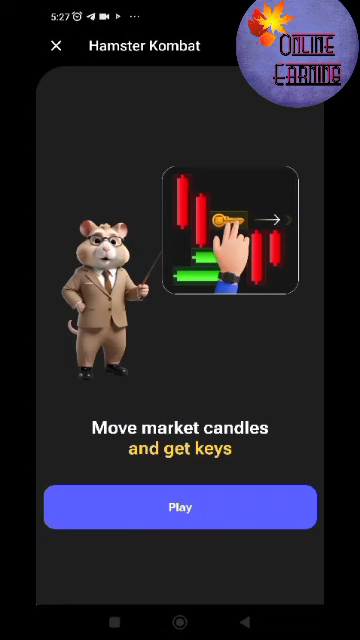 5:27
Hamster Kombat
Online
Earning
Move market candles
and get keys
Play